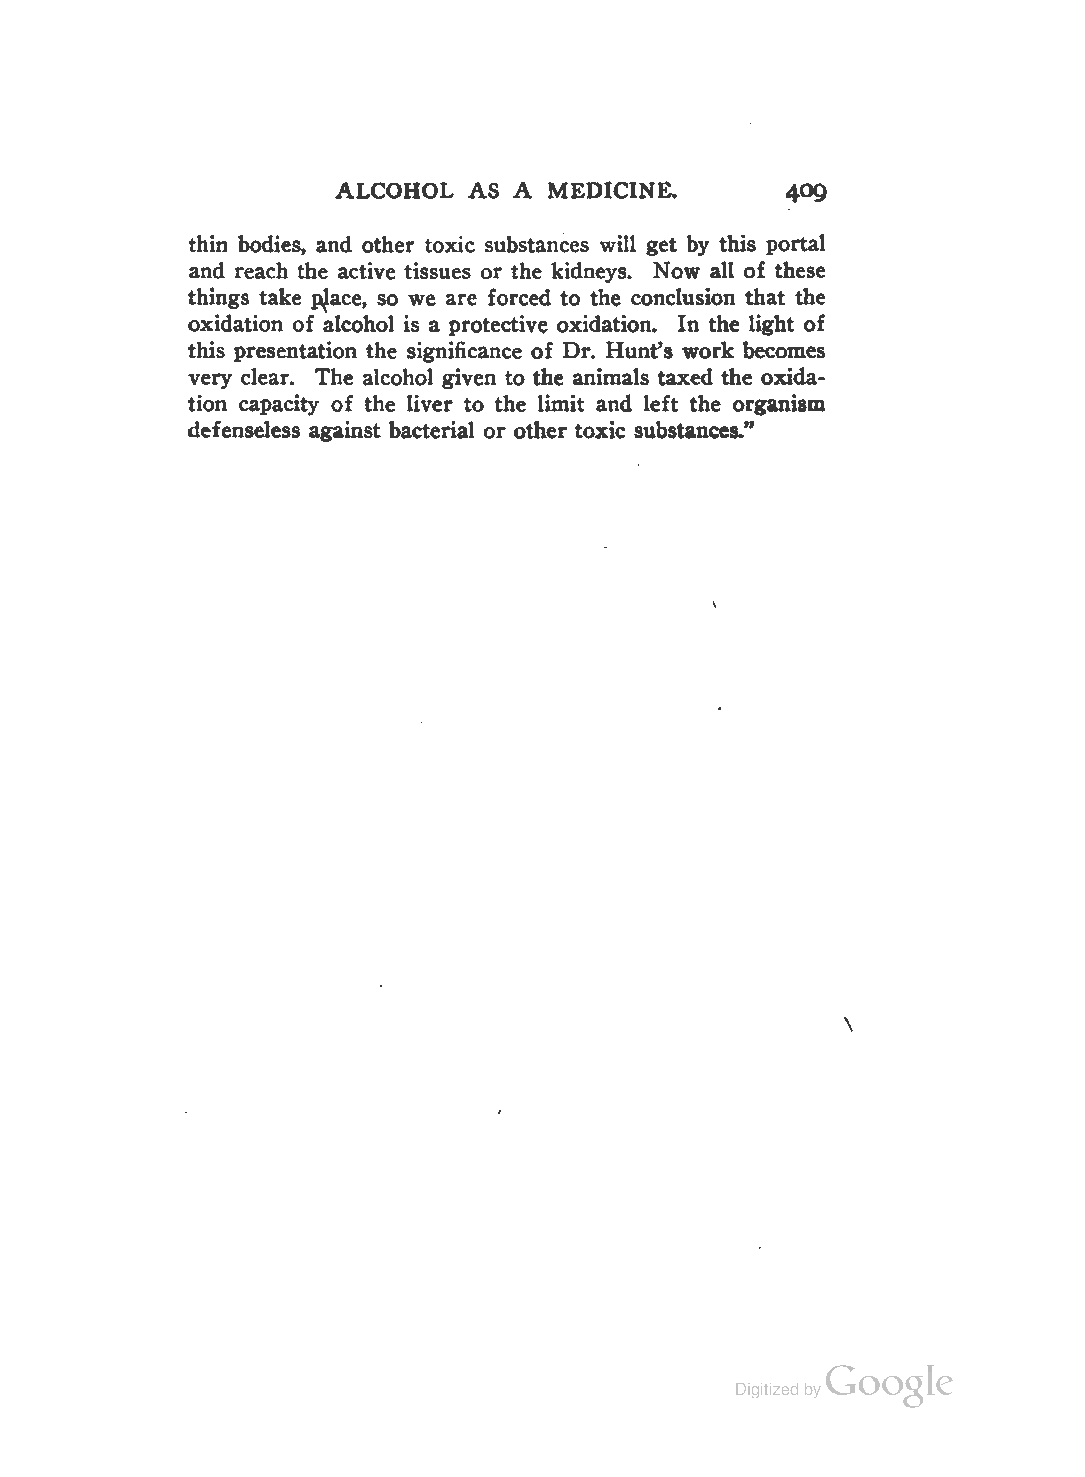 ALCOHOL AS A MEDICINE. 409
thin bodies, and other toxic substances will get by this portal
and reach the active tissues or the kidneys. Now all of these
things take place, so we are forced to the conclusion that the
oxidation of alcohol is a protective oxidation. In the light of
this presentation the significance of Dr. Hunt's work becomes
very clear. The alcohol given to the animals taxed the oxida-
tion capacity of the liver to the limit and left the organism
defenseless against bacterial or other toxic substances."
Digitized by Google